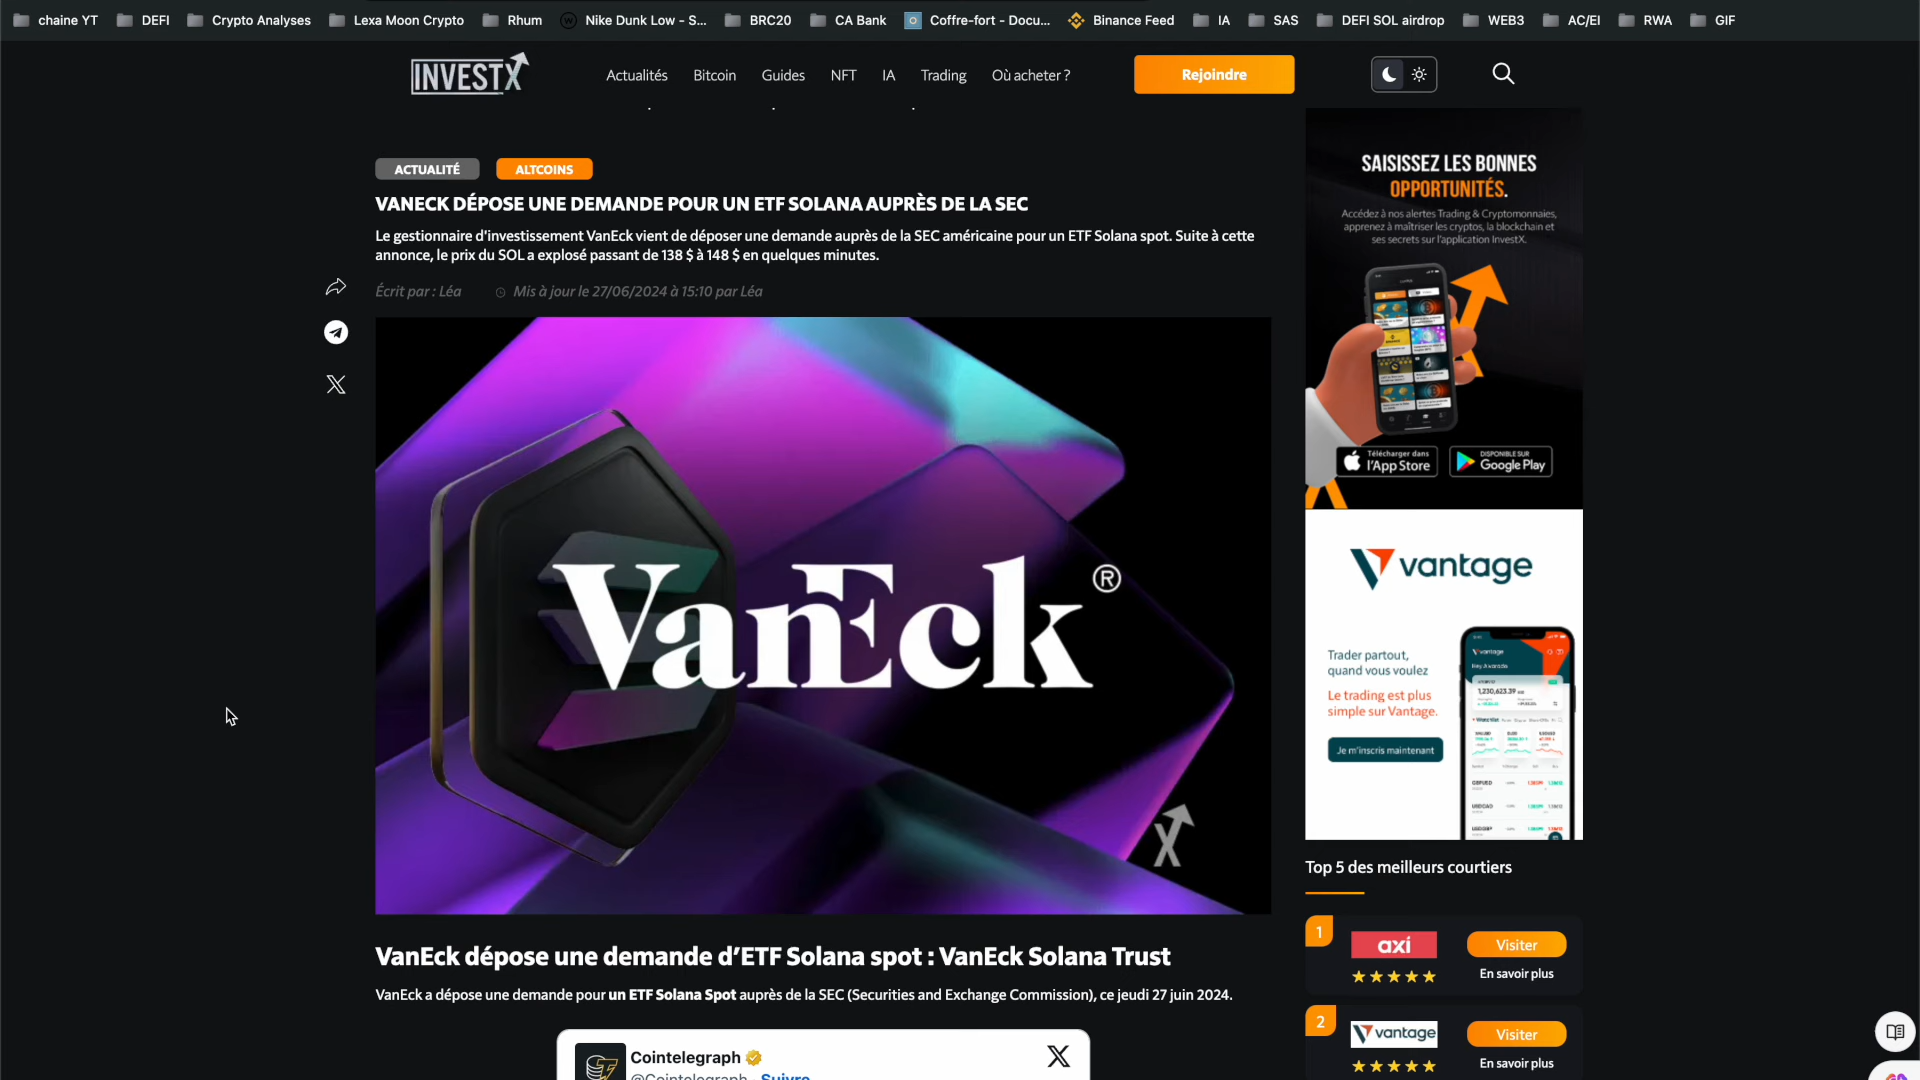 chaine YT DEFI Crypto Analyses Lexa Moon Crypto Rhum Nike Dunk Low - S... BRC20 CA Bank Coffre-fort - Docu... Binance Feed IA SAS DEFI SOL airdrop WEB3 AC/EI RWA GIF
INVESTX Actualités Bitcoin Guides NFT IA Trading Où acheter ? Rejoindre
ACTUALITÉ ALTCOINS
VANECK DÉPOSE UNE DEMANDE POUR UN ETF SOLANA AUPRÈS DE LA SEC
Le gestionnaire d'investissement VanEck vient de déposer une demande auprès de la SEC américaine pour un ETF Solana spot. Suite à cette
annonce, le prix du SOL a explosé passant de 138 $ à 148 $ en quelques minutes.
Écrit par : Léa Mis à jour le 27/06/2024 à 15:10 par Léa
VanEck®
VanEck dépose une demande d’ETF Solana spot : VanEck Solana Trust
VanEck a dépose une demande pour un ETF Solana Spot auprès de la SEC (Securities and Exchange Commission), ce jeudi 27 juin 2024.
Cointelegraph
@Cointelegraph Suivre
SAISISSEZ LES BONNES
OPPORTUNITÉS.
Accédez à nos alertes Trading & Cryptomonnaies,
apprenez à maîtriser les cryptos, la blockchain et
ses secrets sur l'application InvestX.
Télécharger dans
l'App Store
DISPONIBLE SUR
Google Play
vantage
Trader partout,
quand vous voulez
Le trading est plus
simple sur Vantage.
Je m'inscris maintenant
vantage
1,230,623.39
Top 5 des meilleurs courtiers
1 axi Visiter
En savoir plus
2 vantage Visiter
En savoir plus